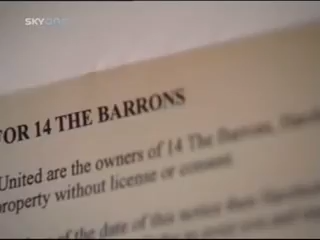 SKY one
FOR 14 THE BARRONS
United are the owners of 14 The Barrons,
property without license or consent.
of the date of this notice then